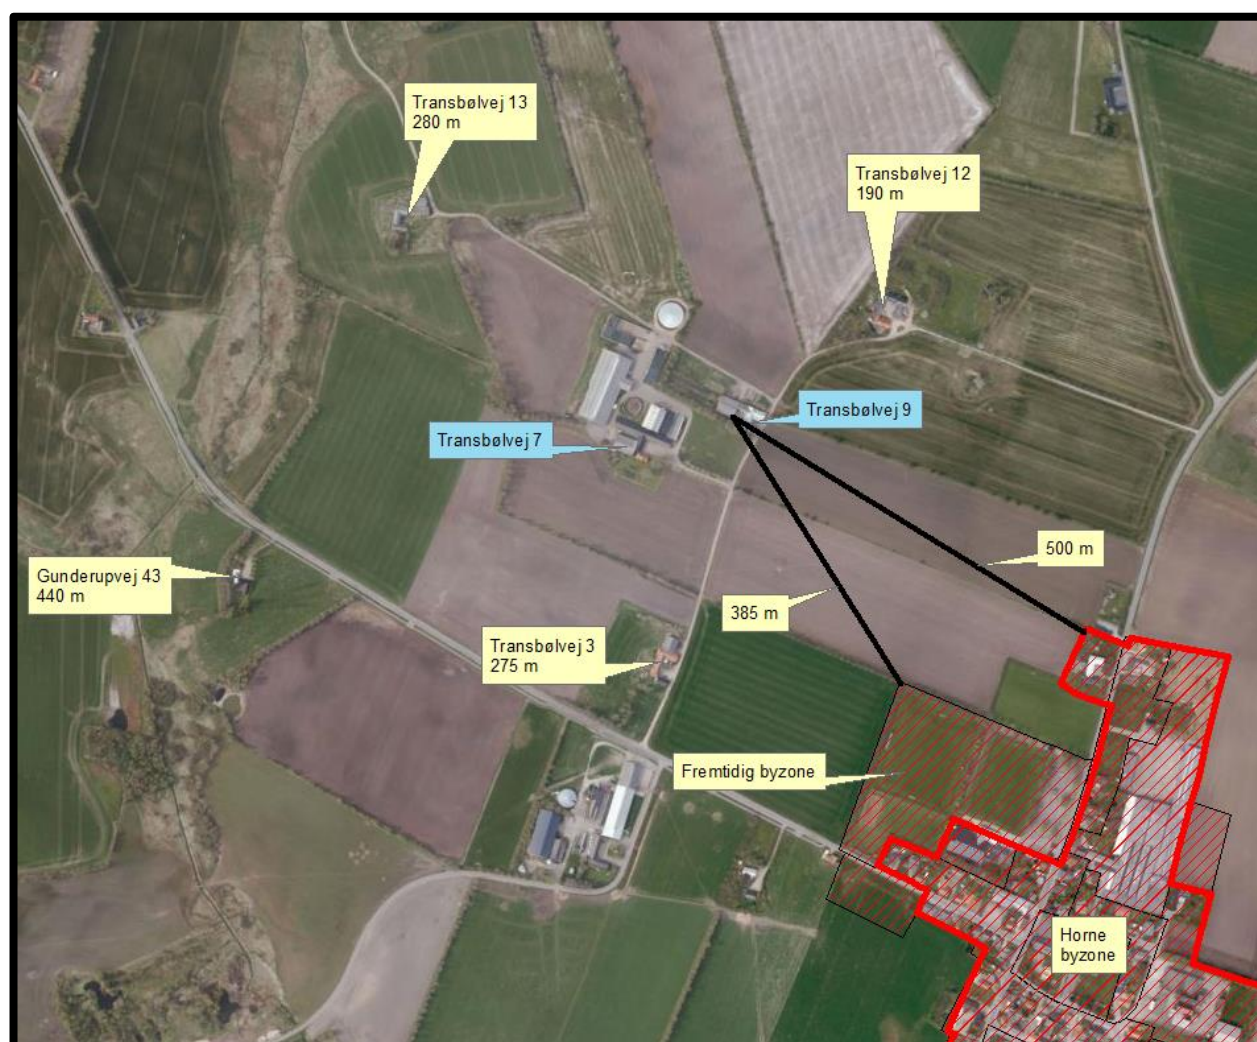 Transbølvej 13
280 m
Transbølvej 12
190 m
Transbølvej 9
Transbølvej 7
500 m
Gunderupvej 43
440 m
385 m
Transbølvej 3
275 m
Fremtidig byzone
Horne
byzone